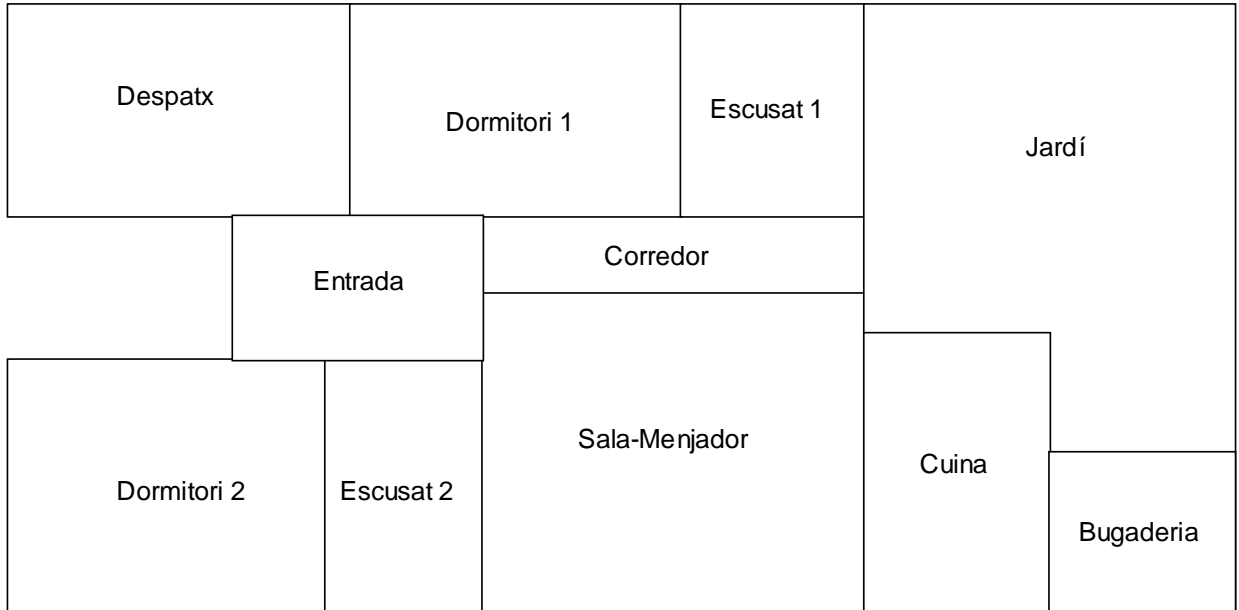 Despatx
Dormitori 1
Escusat 1
Jardí
Corredor
Entrada
Sala-Menjador
Cuina
Dormitori 2
Escusat 2
Bugaderia